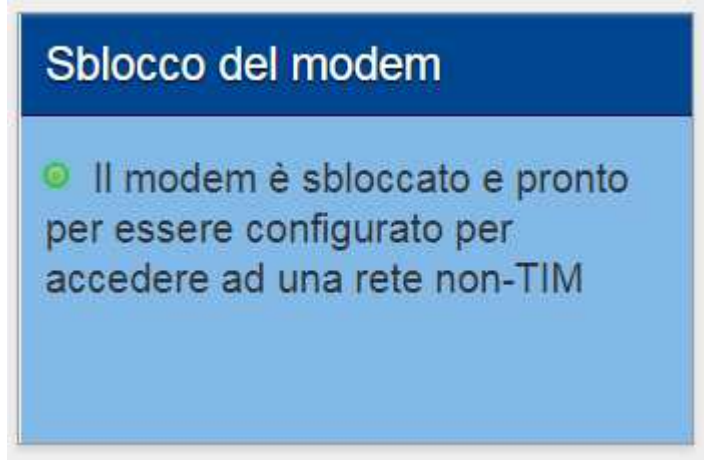 Sblocco del modem
Il modem è sbloccato e pronto
per essere configurato per
accedere ad una rete non-TIM